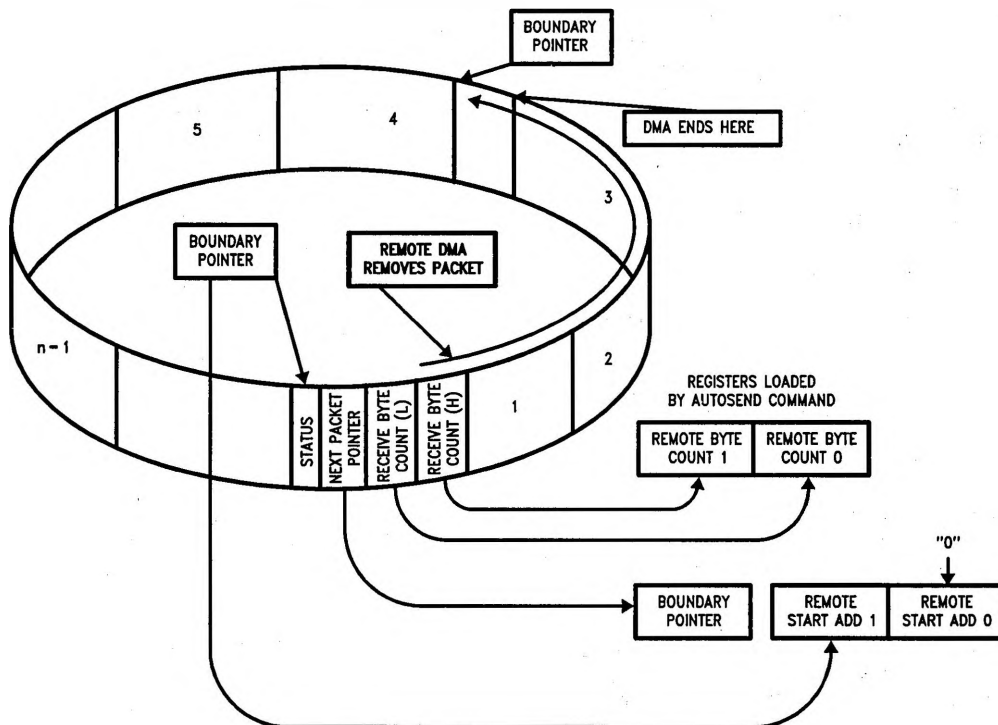 BOUNDARY
POINTER
DMA ENDS HERE
5
4
3
BOUNDARY
POINTER
REMOTE DMA
REMOVES PACKET
n-1
2
1
STATUS
NEXT PACKET
POINTER
RECEIVE BYTE
COUNT (L)
RECEIVE BYTE
COUNT (H)
REGISTERS LOADED
BY AUTOSEND COMMAND
REMOTE BYTE
COUNT 1
REMOTE BYTE
COUNT 0
"0"
BOUNDARY
POINTER
REMOTE
START ADD 1
REMOTE
START ADD 0